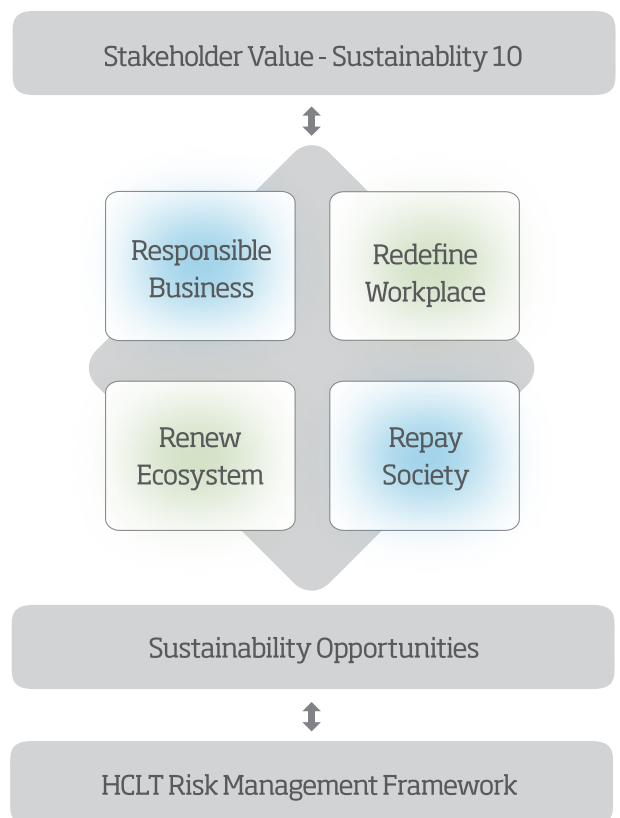 Stakeholder Value - Sustainablity 10
Responsible
Business
Redefine
Workplace
Renew
Ecosystem
Repay
Society
Sustainability Opportunities
HCLT Risk Management Framework